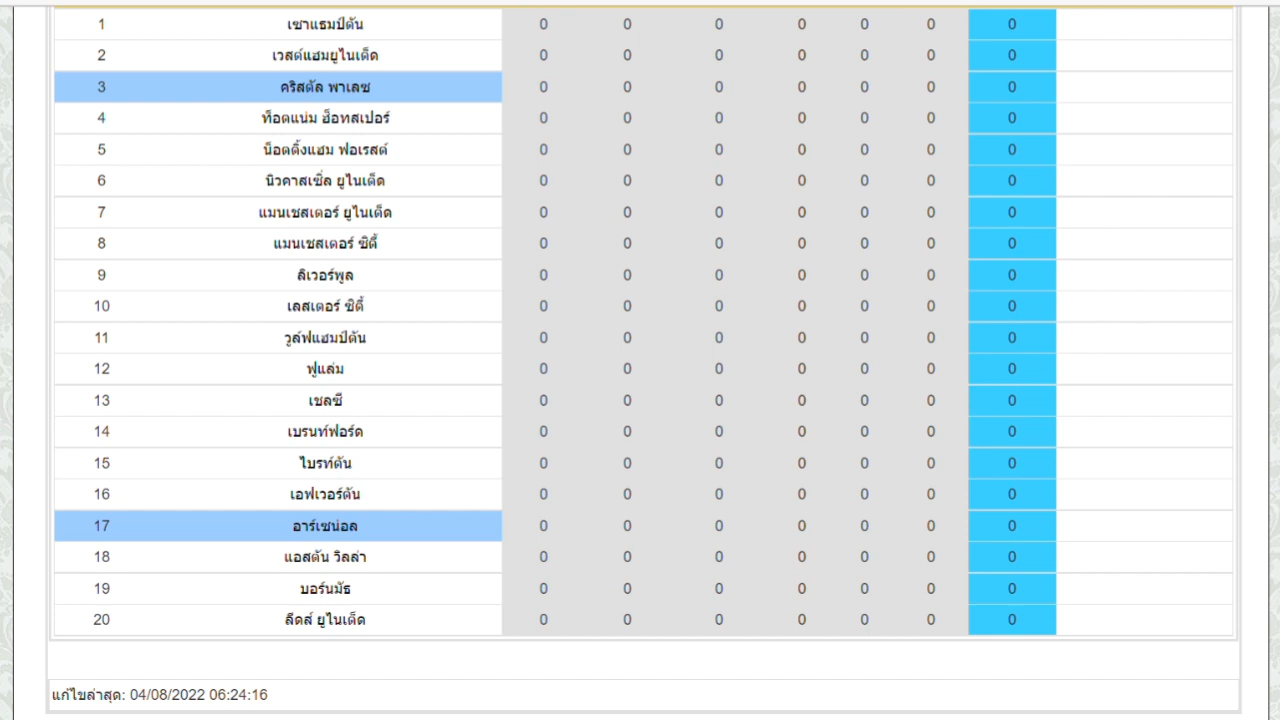 1 เซาแธมป์ตัน 0 0 0 0 0 0 0
2 เวสต์แฮมยูไนเต็ด 0 0 0 0 0 0 0
3 คริสตัล พาเลซ 0 0 0 0 0 0 0
4 ท็อตแน่ม ฮ็อทสเปอร์ 0 0 0 0 0 0 0
5 น็อตติ้งแฮม ฟอเรสต์ 0 0 0 0 0 0 0
6 นิวคาสเซิ่ล ยูไนเต็ด 0 0 0 0 0 0 0
7 แมนเชสเตอร์ ยูไนเต็ด 0 0 0 0 0 0 0
8 แมนเชสเตอร์ ซิตี้ 0 0 0 0 0 0 0
9 ลิเวอร์พูล 0 0 0 0 0 0 0
10 เลสเตอร์ ซิตี้ 0 0 0 0 0 0 0
11 วูล์ฟแฮมป์ตัน 0 0 0 0 0 0 0
12 ฟูแล่ม 0 0 0 0 0 0 0
13 เชลซี 0 0 0 0 0 0 0
14 เบรนท์ฟอร์ด 0 0 0 0 0 0 0
15 ไบรท์ตัน 0 0 0 0 0 0 0
16 เอฟเวอร์ตัน 0 0 0 0 0 0 0
17 อาร์เซน่อล 0 0 0 0 0 0 0
18 แอสตัน วิลล่า 0 0 0 0 0 0 0
19 บอร์นมัธ 0 0 0 0 0 0 0
20 ลีดส์ ยูไนเต็ด 0 0 0 0 0 0 0
แก้ไขล่าสุด: 04/08/2022 06:24:16